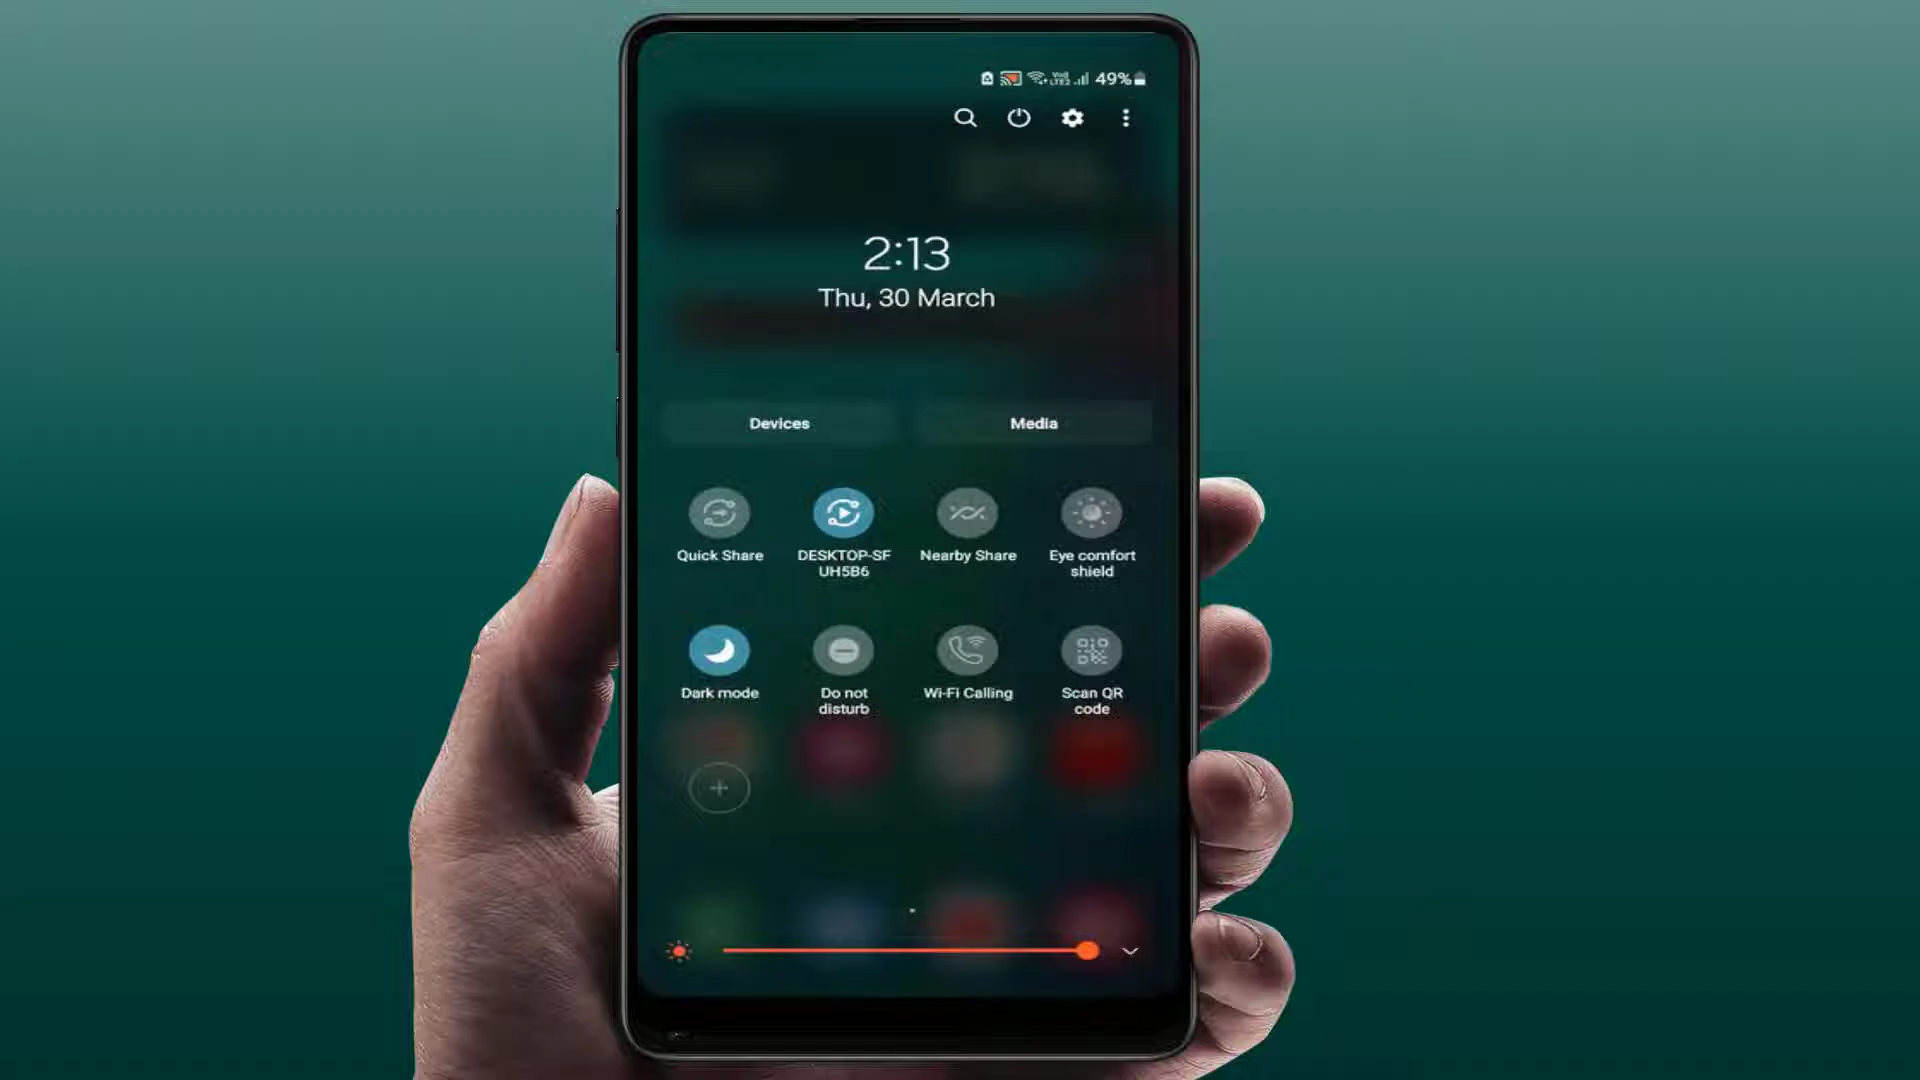 VoLTE2 49%
2:13
Thu, 30 March
Devices Media
Quick Share
DESKTOP-SF
UH5B6
Nearby Share
Eye comfort
shield
Dark mode
Do not
disturb
Wi-Fi Calling
Scan QR
code